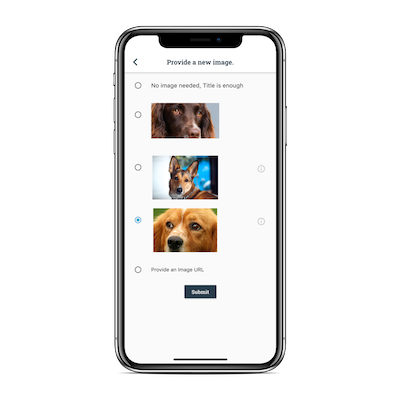 Provide a new image.
No image needed, Title is enough
Provide an Image URL
Submit